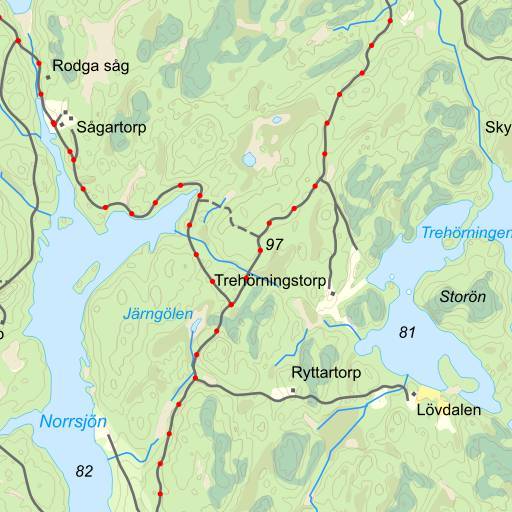 Rodga såg
Sågartorp
Sky
Trehörningen
97
Trehörningstorp
Storön
Järngölen
81
Ryttartorp
Lövdalen
Norrsjön
82